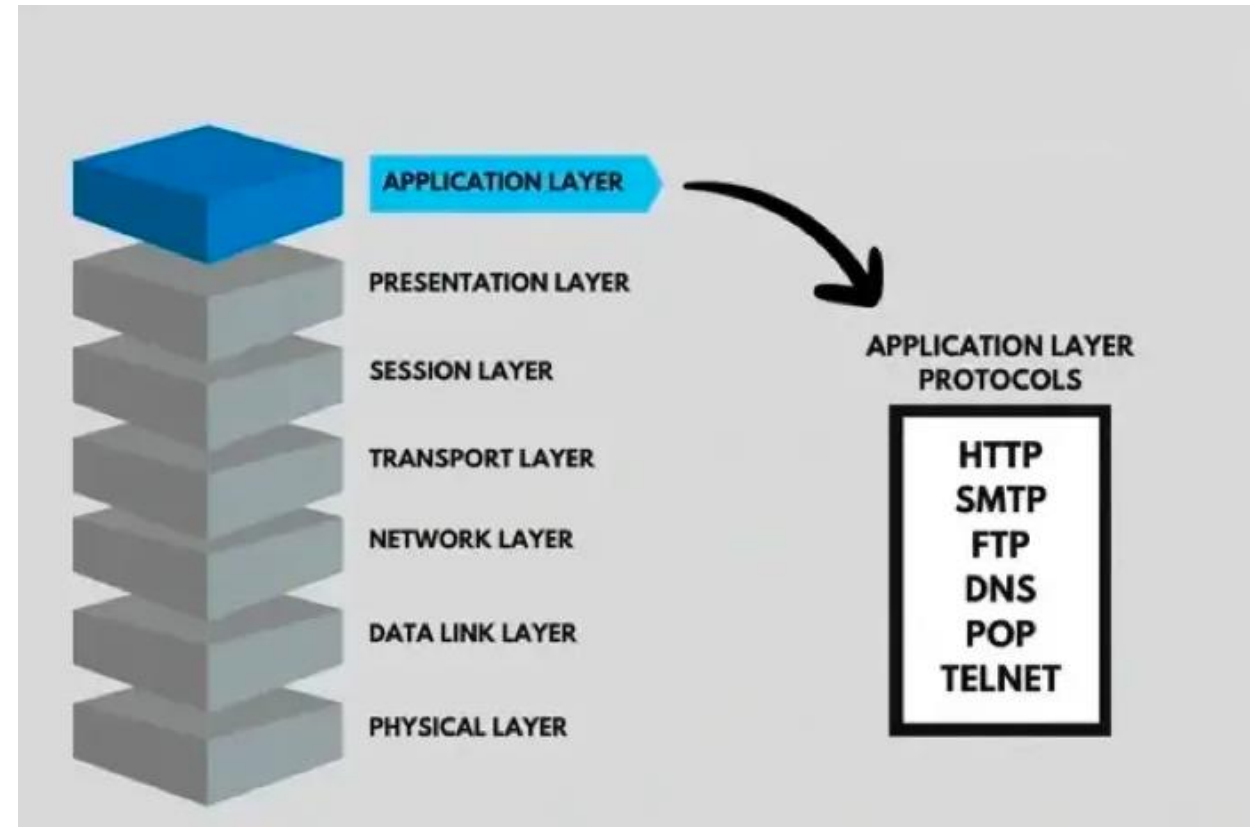 APPLICATION LAYER
PRESENTATION LAYER
SESSION LAYER
TRANSPORT LAYER
NETWORK LAYER
DATA LINK LAYER
PHYSICAL LAYER
APPLICATION LAYER
PROTOCOLS
HTTP
SMTP
FTP
DNS
POP
TELNET